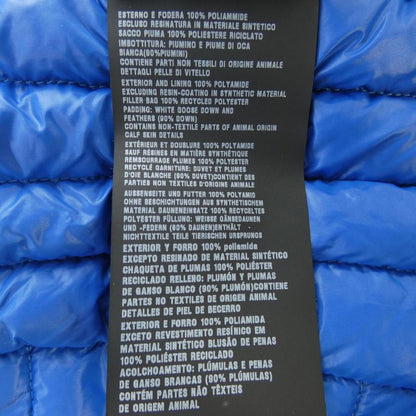 ESTERNO E FODERA 100% POLIAMMIDE
ESCLUSO RESINATURA IN MATERIALE SINTETICO
SACCO PIUMA 100% POLIESTERE RICICLATO
IMBOTTITURA: PIUMINO E PIUME DI OCA
BIANCA(90%PIUMINI)
CONTIENE PARTI NON TESSILI DI ORIGINE ANIMALE
DETTAGLI PELLE DI VITELLO
EXTERIOR AND LINING 100% POLYAMIDE
EXCLUDING RESIN-COATING IN SYNTHETIC MATERIAL
FILLER BAG 100% RECYCLED POLYESTER
PADDING: WHITE GOOSE DOWN AND
FEATHERS (90% DOWN)
CONTAINS NON-TEXTILE PARTS OF ANIMAL ORIGIN
CALF SKIN DETAILS
EXTÉRIEUR ET DOUBLURE 100% POLYAMIDE
SAUF RÉSINES EN MATIÈRE SYNTHÉTIQUE
REMBOURRAGE PLUMES 100% POLYESTER
RECYCLÉ GARNITURE: DUVET ET PLUMES
D'OIE BLANCHE (90% DUVET)CONTIENT DES
PARTIES NON TEXTILES D'ORIGINE ANIMALE
AUSSENSEITE UND FUTTER 100% POLYAMID
OHNE BESCHICHTUNGEN AUS SYNTHETISCHEM
MATERIAL DAUNENEINSATZ 100% RECYCLTES
POLYESTER FÜLLUNG: WEISSE GÄNSEDAUNEN
UND -FEDERN (90% DAUNEN)ENTHÄLT
NICHTTEXTILE TEILE TIERISCHEN URSPRUNGS
EXTERIOR Y FORRO 100% poliamide
EXCEPTO RESINADO DE MATERIAL SINTÉTICO
CHAQUETA DE PLUMAS 100% POLIÉSTER
RECICLADO RELLENO: PLUMÓN Y PLUMAS
DE GANSO BLANCO (90% PLUMÓN)CONTIENE
PARTES NO TEXTILES DE ORIGEN ANIMAL
DETALLES DE PIEL DE BECERRO
EXTERIOR E FORRO 100% POLIAMIDA
EXCETO REVESTIMENTO RESÍNICO EM
MATERIAL SINTÉTICO BLUSÃO DE PENAS
100% POLIÉSTER RECICLADO
ACOLCHOAMENTO: PLÚMULAS E PENAS
DE GANSO BRANCAS (90% PLÚMULAS)
CONTÉM PARTES NÃO TÊXTEIS
DE ORIGEM ANIMAL